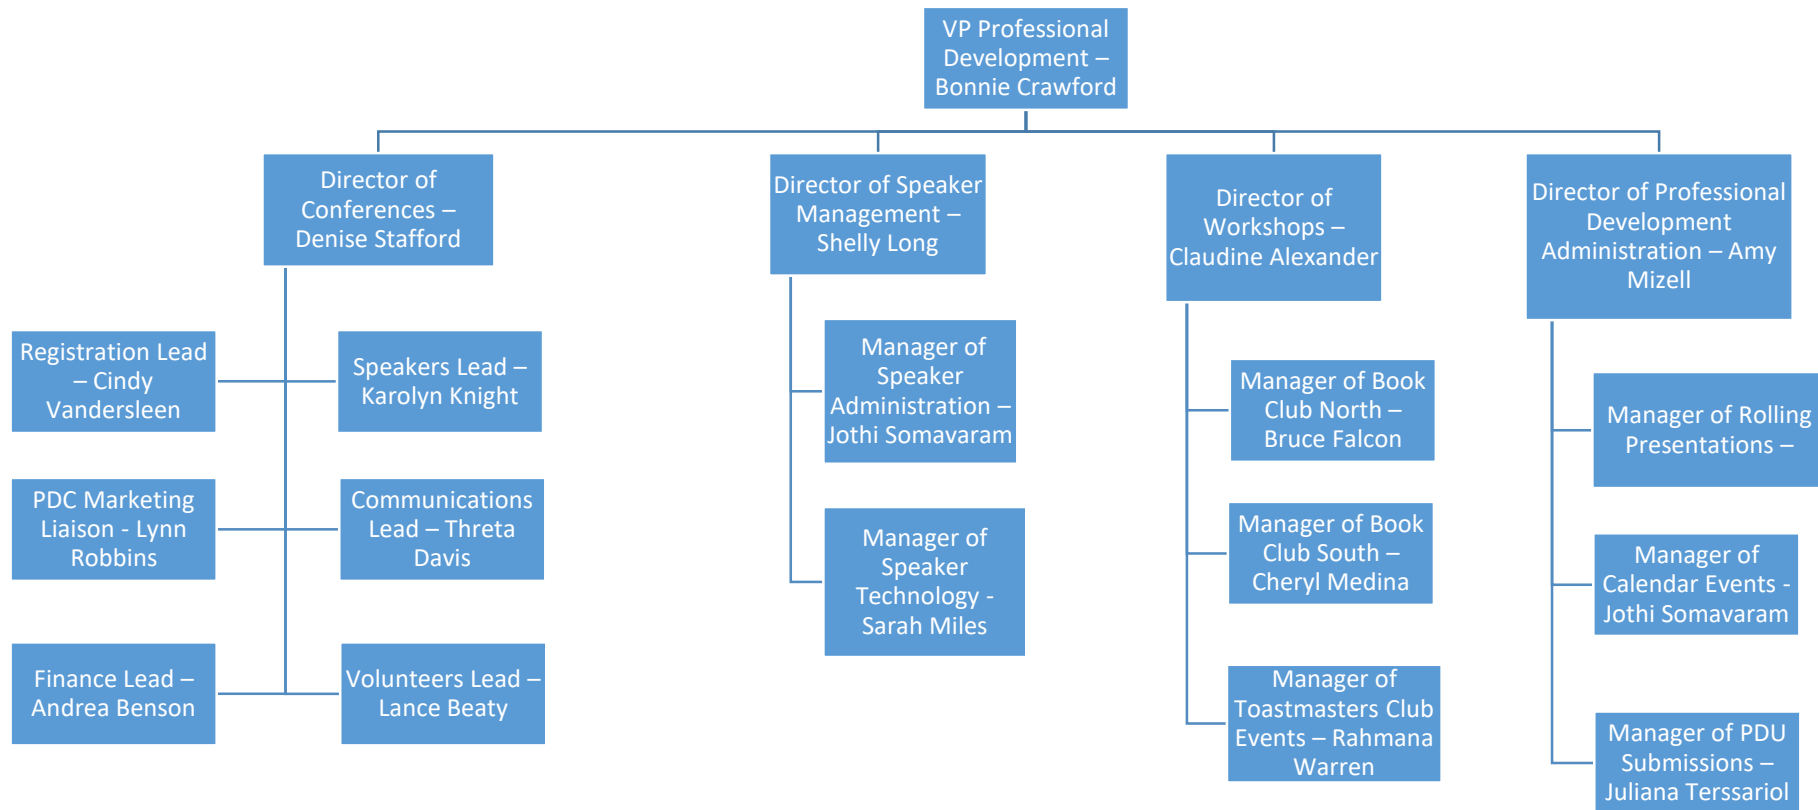 VP Professional
Development –
Bonnie Crawford
Director of
Conferences –
Denise Stafford
Director of Speaker
Management –
Shelly Long
Director of
Workshops –
Claudine Alexander
Director of Professional
Development
Administration – Amy
Mizell
Registration Lead
– Cindy
Vandersleen
Speakers Lead –
Karolyn Knight
PDC Marketing
Liaison - Lynn
Robbins
Communications
Lead – Threta
Davis
Finance Lead –
Andrea Benson
Volunteers Lead –
Lance Beaty
Manager of
Speaker
Administration –
Jothi Somavaram
Manager of
Speaker
Technology -
Sarah Miles
Manager of Book
Club North –
Bruce Falcon
Manager of Book
Club South –
Cheryl Medina
Manager of
Toastmasters Club
Events – Rahmana
Warren
Manager of Rolling
Presentations –
Manager of
Calendar Events -
Jothi Somavaram
Manager of PDU
Submissions –
Juliana Terssariol